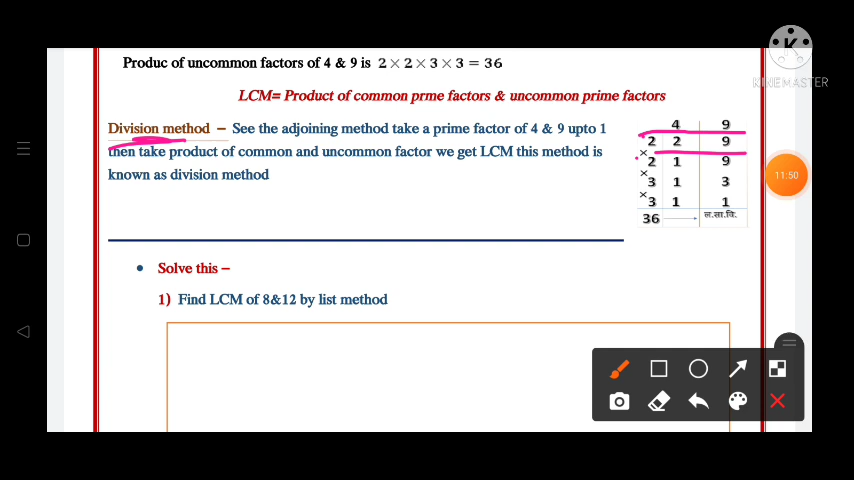 Produc of uncommon factors of 4 & 9 is 2×2×3×3 = 36
K
KINEMASTER
LCM= Product of common prme factors & uncommon prime factors
Division method – See the adjoining method take a prime factor of 4 & 9 upto 1
then take product of common and uncommon factor we get LCM this method is
known as division method
4 9
2 2 9
× 2 1 9
× 3 1 3
× 3 1 1
36 → ल.सा.वि.
11:50
• Solve this –
1) Find LCM of 8&12 by list method